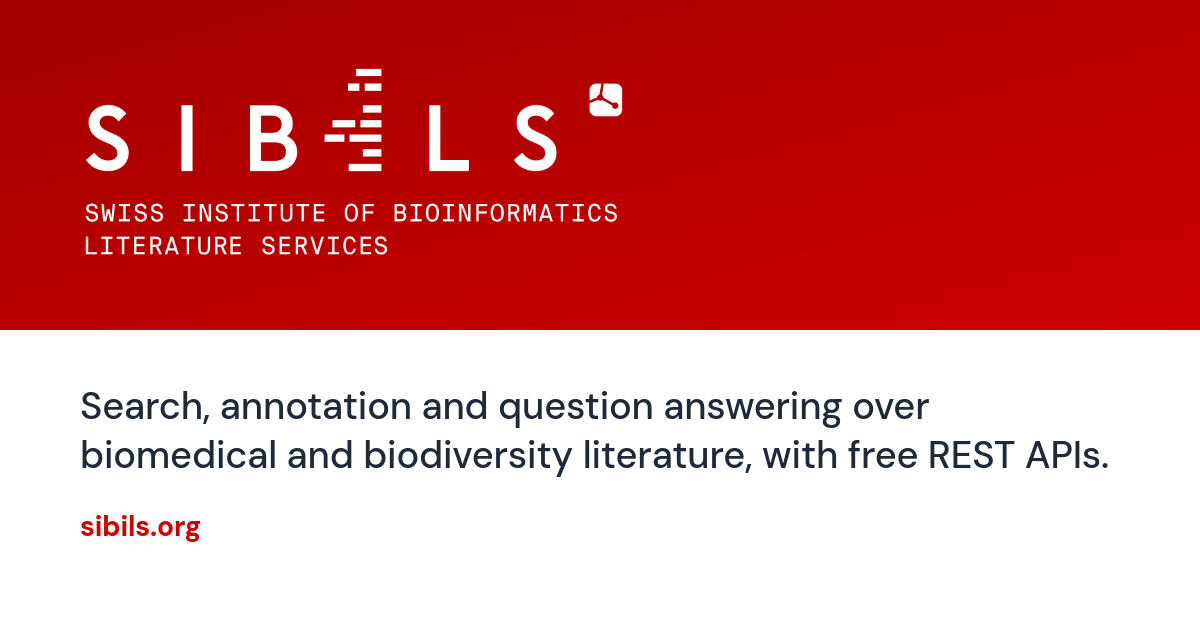 SIBILS
SWISS INSTITUTE OF BIOINFORMATICS
LITERATURE SERVICES
Search, annotation and question answering over
biomedical and biodiversity literature, with free REST APIs.
sibils.org